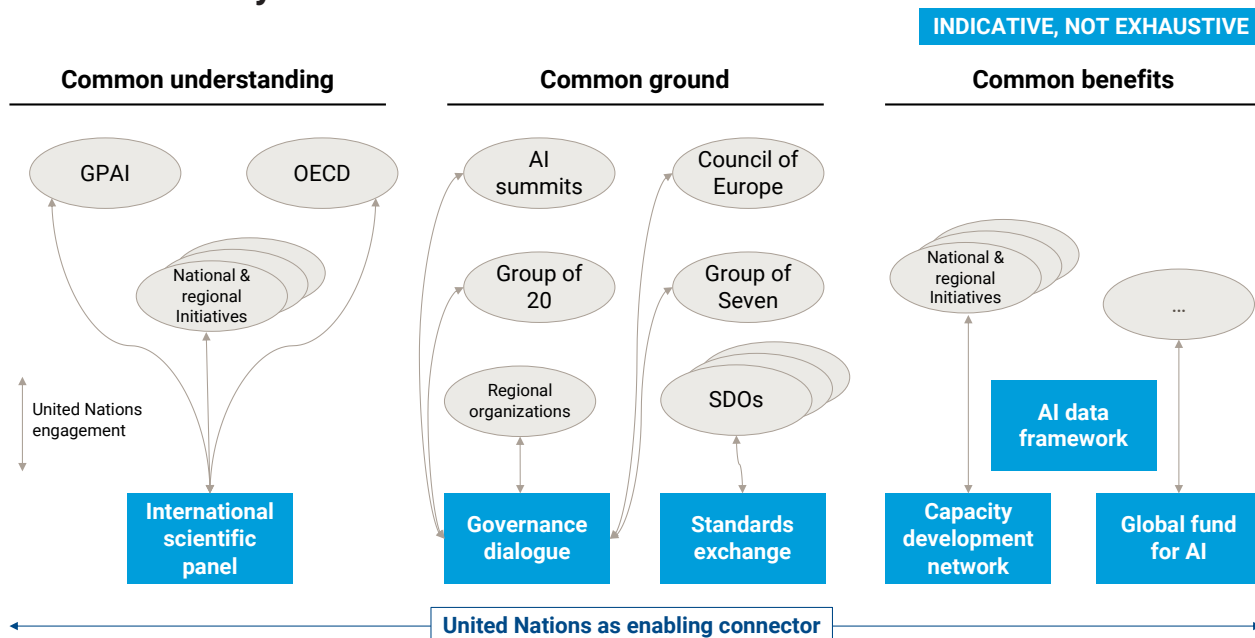 INDICATIVE, NOT EXHAUSTIVE
Common understanding
Common ground
Common benefits
GPAI
OECD
National &
regional
Initiatives
United Nations
engagement
International
scientific
panel
AI
summits
Council of
Europe
Group of
20
Group of
Seven
Regional
organizations
SDOs
Governance
dialogue
Standards
exchange
National &
regional
Initiatives
...
AI data
framework
Capacity
development
network
Global fund
for AI
United Nations as enabling connector